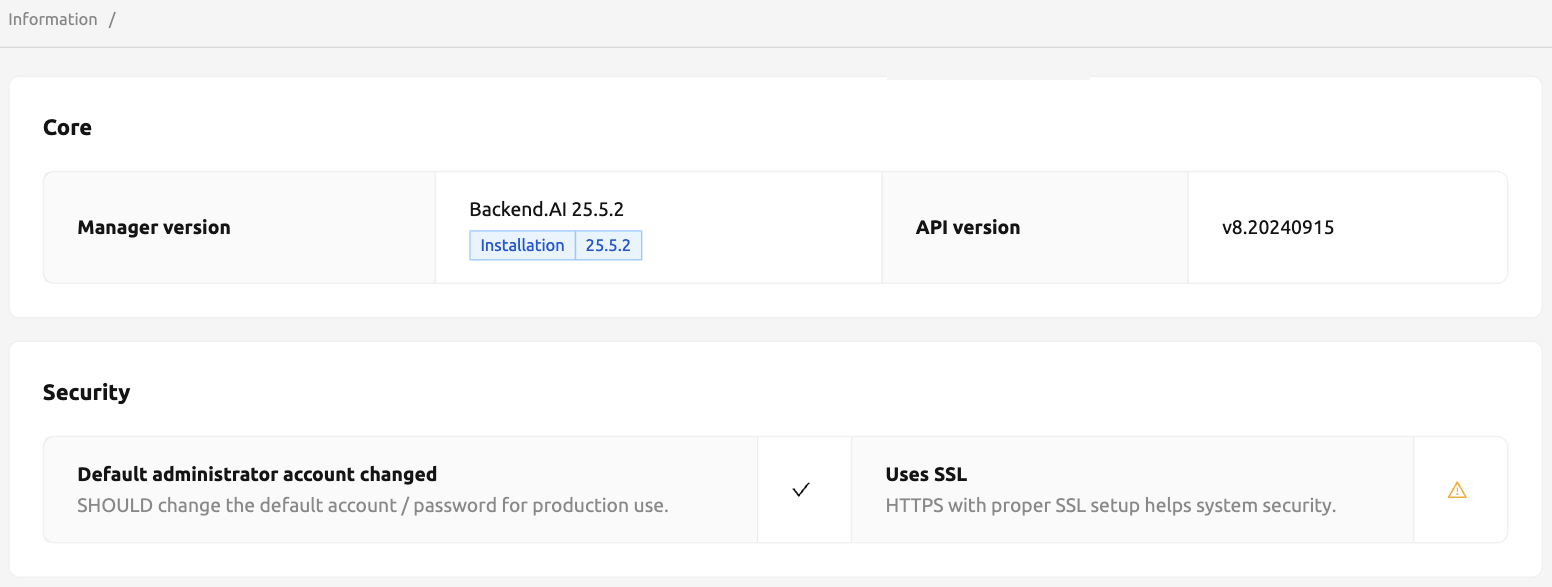 Information /
Core
Manager version
Backend.AI 25.5.2
Installation 25.5.2
API version
v8.20240915
Security
Default administrator account changed
SHOULD change the default account / password for production use.
Uses SSL
HTTPS with proper SSL setup helps system security.